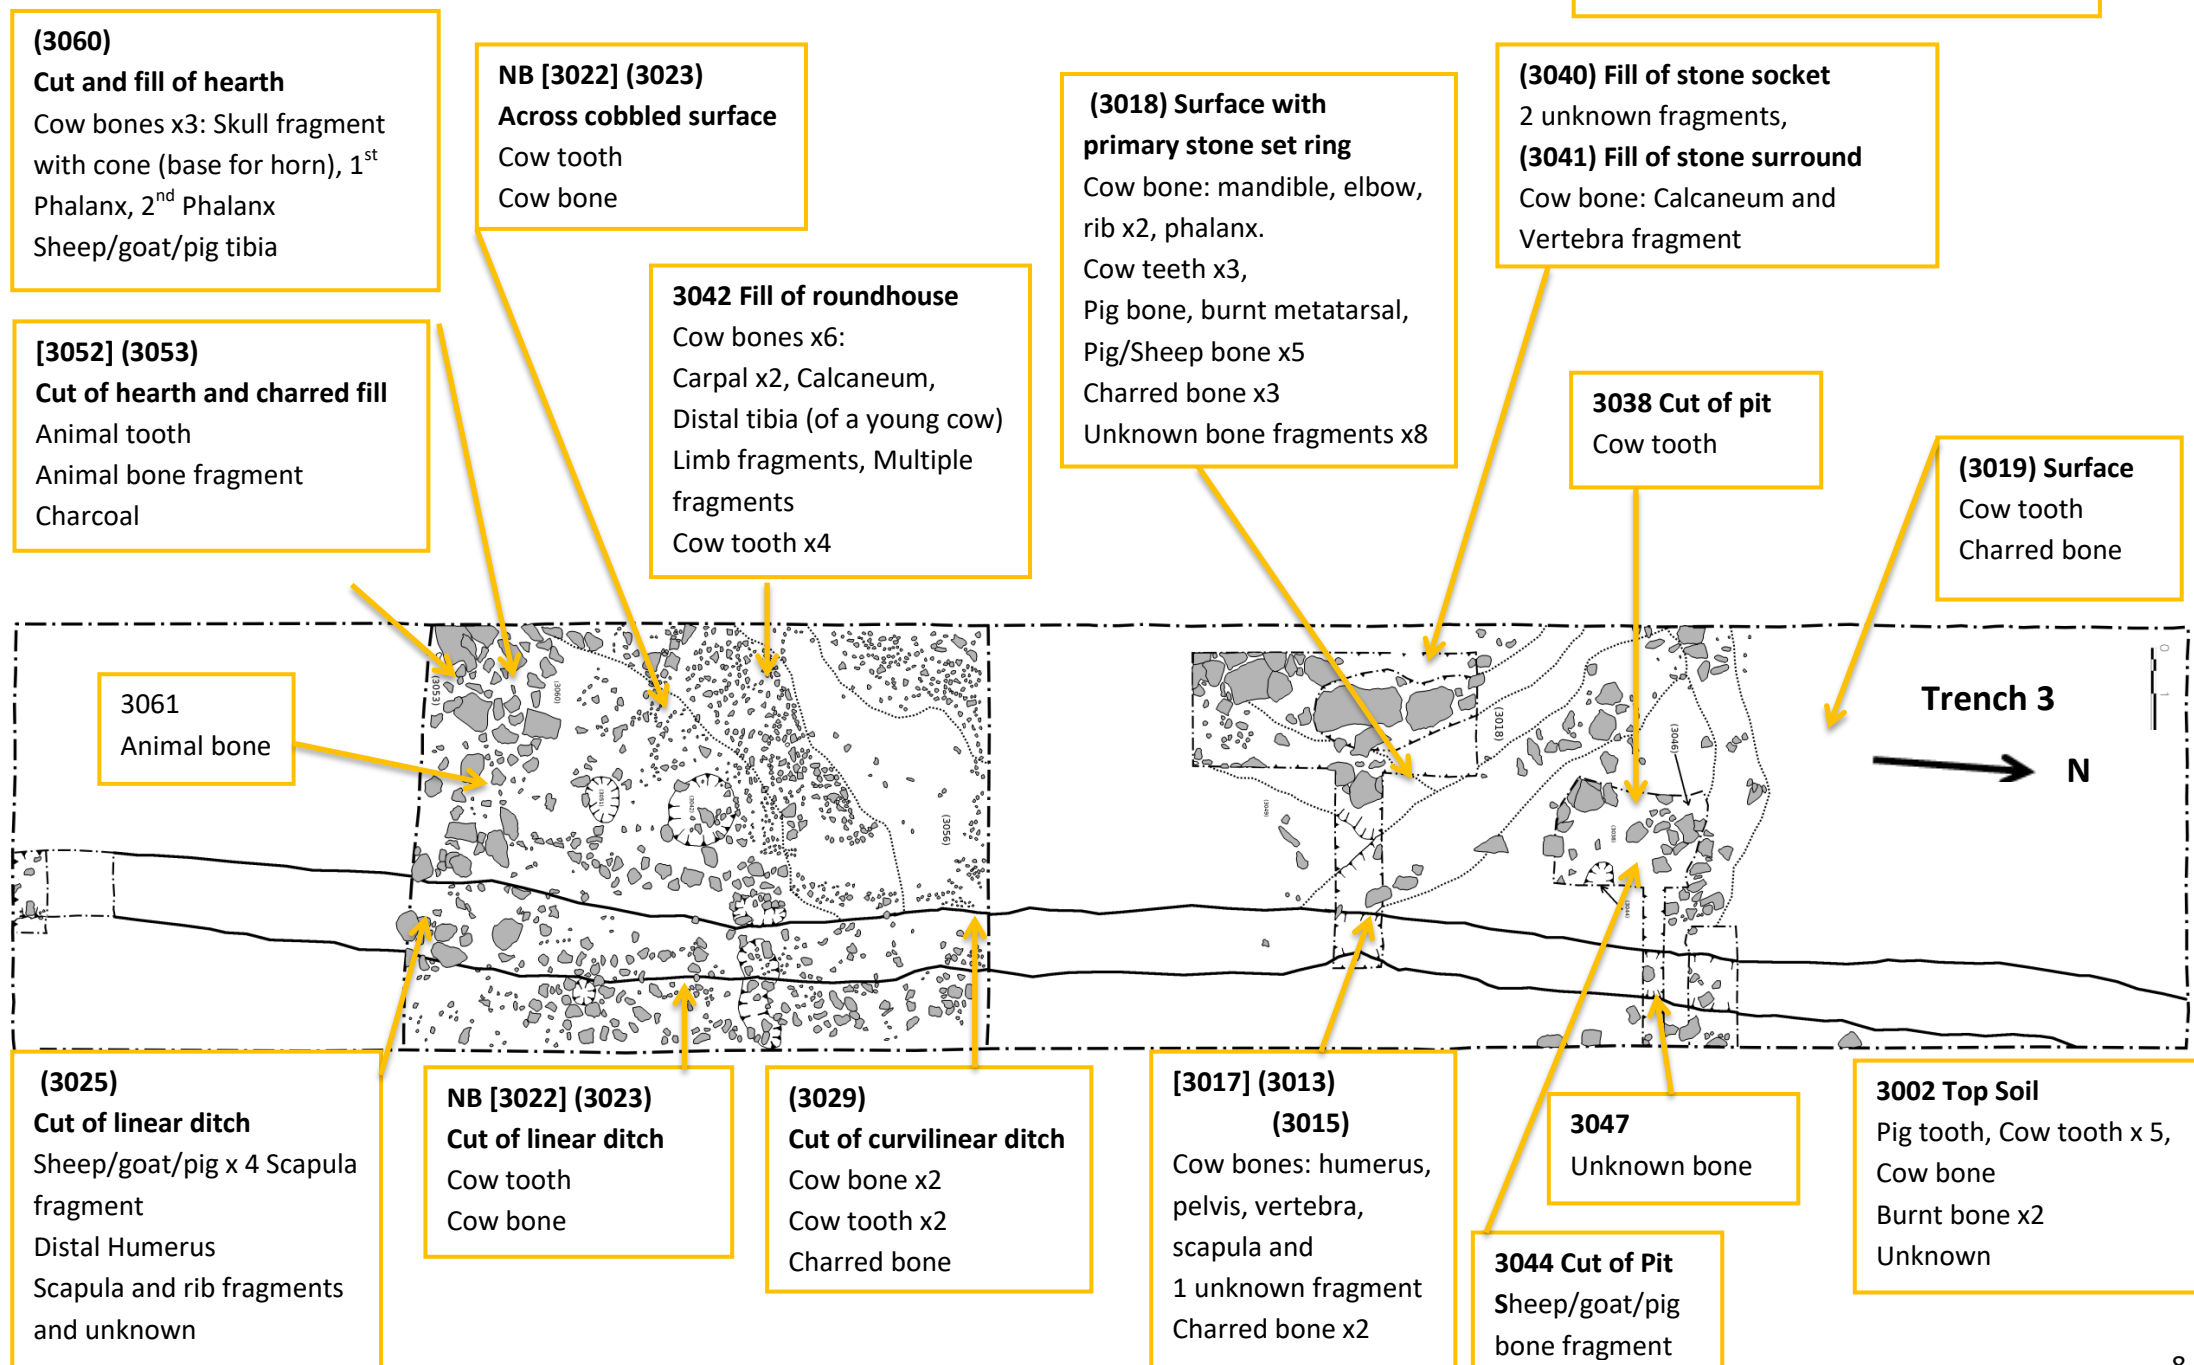 (3060)
Cut and fill of hearth
Cow bones x3: Skull fragment
with cone (base for horn), 1st
Phalanx, 2nd Phalanx
Sheep/goat/pig tibia
NB [3022] (3023)
Across cobbled surface
Cow tooth
Cow bone
(3018) Surface with
primary stone set ring
Cow bone: mandible, elbow,
rib x2, phalanx.
Cow teeth x3,
Pig bone, burnt metatarsal,
Pig/Sheep bone x5
Charred bone x3
Unknown bone fragments x8
(3040) Fill of stone socket
2 unknown fragments,
(3041) Fill of stone surround
Cow bone: Calcaneum and
Vertebra fragment
[3052] (3053)
Cut of hearth and charred fill
Animal tooth
Animal bone fragment
Charcoal
3042 Fill of roundhouse
Cow bones x6:
Carpal x2, Calcaneum,
Distal tibia (of a young cow)
Limb fragments, Multiple
fragments
Cow tooth x4
3038 Cut of pit
Cow tooth
(3019) Surface
Cow tooth
Charred bone
3061
Animal bone
(3053)
(3060)
(3056)
(3018)
(3046)
Trench 3
N
0
1
(3025)
Cut of linear ditch
Sheep/goat/pig x 4 Scapula
fragment
Distal Humerus
Scapula and rib fragments
and unknown
NB [3022] (3023)
Cut of linear ditch
Cow tooth
Cow bone
(3029)
Cut of curvilinear ditch
Cow bone x2
Cow tooth x2
Charred bone
[3017] (3013)
(3015)
Cow bones: humerus,
pelvis, vertebra,
scapula and
1 unknown fragment
Charred bone x2
3047
Unknown bone
3044 Cut of Pit
Sheep/goat/pig
bone fragment
3002 Top Soil
Pig tooth, Cow tooth x 5,
Cow bone
Burnt bone x2
Unknown